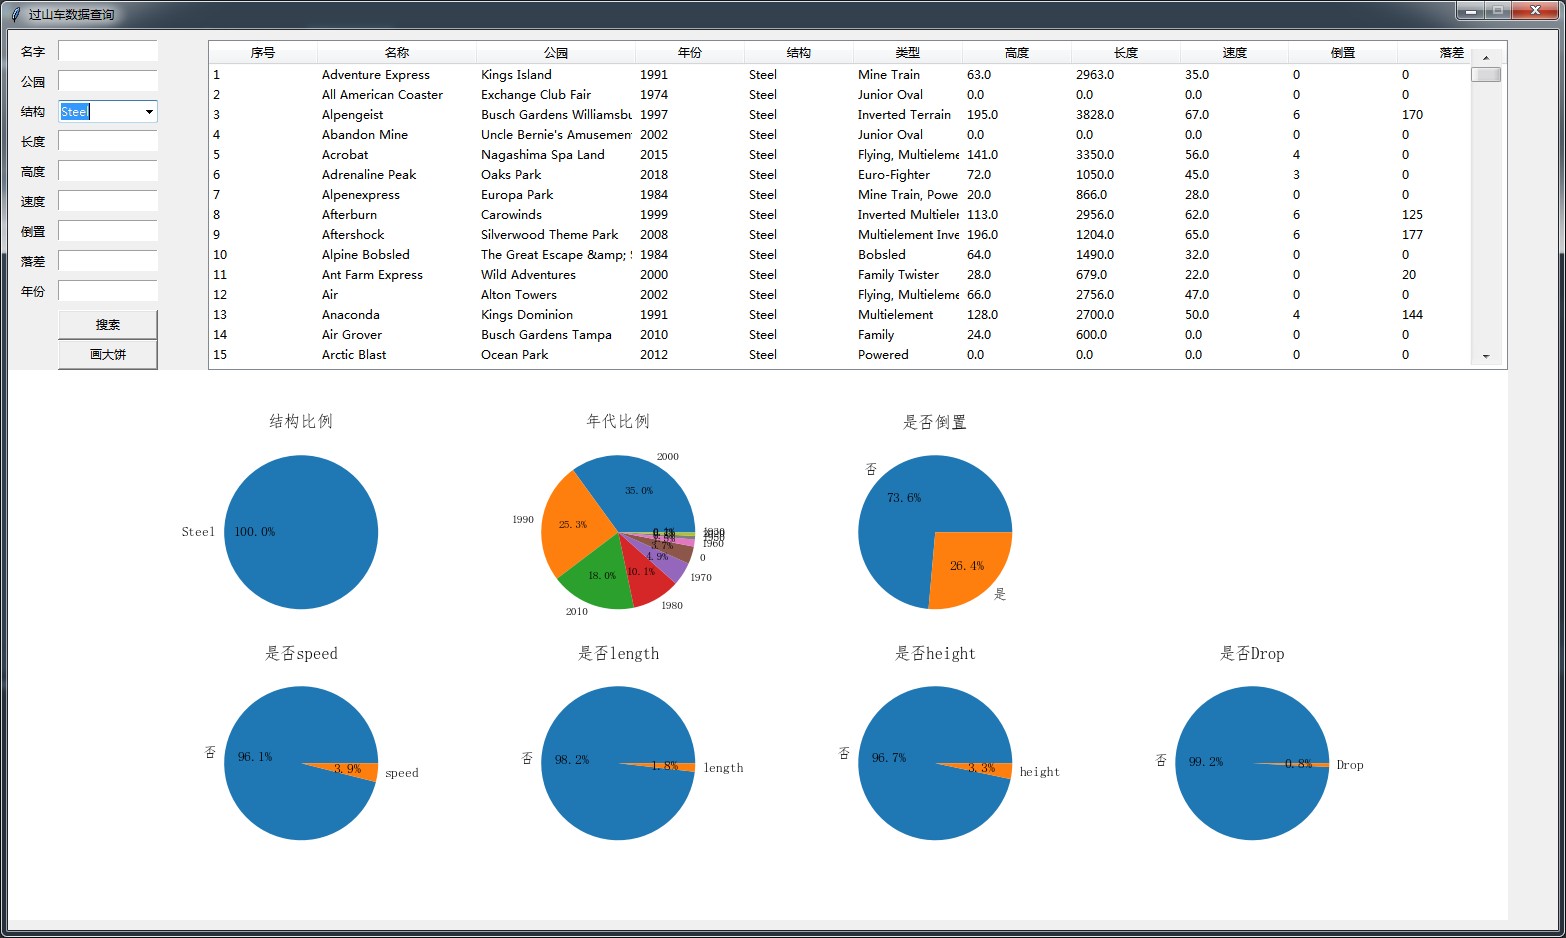 过山车数据查询
名字
公园
结构 Steel
长度
高度
速度
倒置
落差
年份
搜索
画大饼
序号 名称 公园 年份 结构 类型 高度 长度 速度 倒置 落差
1 Adventure Express Kings Island 1991 Steel Mine Train 63.0 2963.0 35.0 0 0
2 All American Coaster Exchange Club Fair 1974 Steel Junior Oval 0.0 0.0 0.0 0 0
3 Alpengeist Busch Gardens Williamsbu 1997 Steel Inverted Terrain 195.0 3828.0 67.0 6 170
4 Abandon Mine Uncle Bernie's Amusemen 2002 Steel Junior Oval 0.0 0.0 0.0 0 0
5 Acrobat Nagashima Spa Land 2015 Steel Flying, Multieleme 141.0 3350.0 56.0 4 0
6 Adrenaline Peak Oaks Park 2018 Steel Euro-Fighter 72.0 1050.0 45.0 3 0
7 Alpenexpress Europa Park 1984 Steel Mine Train, Powe 20.0 866.0 28.0 0 0
8 Afterburn Carowinds 1999 Steel Inverted Multieler 113.0 2956.0 62.0 6 125
9 Aftershock Silverwood Theme Park 2008 Steel Multielement Inve 196.0 1204.0 65.0 6 177
10 Alpine Bobsled The Great Escape &amp; 1984 Steel Bobsled 64.0 1490.0 32.0 0 0
11 Ant Farm Express Wild Adventures 2000 Steel Family Twister 28.0 679.0 22.0 0 20
12 Air Alton Towers 2002 Steel Flying, Multieleme 66.0 2756.0 47.0 0 0
13 Anaconda Kings Dominion 1991 Steel Multielement 128.0 2700.0 50.0 4 144
14 Air Grover Busch Gardens Tampa 2010 Steel Family 24.0 600.0 0.0 0 0
15 Arctic Blast Ocean Park 2012 Steel Powered 0.0 0.0 0.0 0 0
结构比例
Steel 100.0%
年代比例
2000 35.0%
1990 25.3%
2010 18.0%
1980 10.1%
1970 4.9%
0 3.7%
1960
是否倒置
否 73.6%
是 26.4%
是否speed
否 96.1%
3.9% speed
是否length
否 98.2%
1.8% length
是否height
否 96.7%
3.3% height
是否Drop
否 99.2%
0.8% Drop